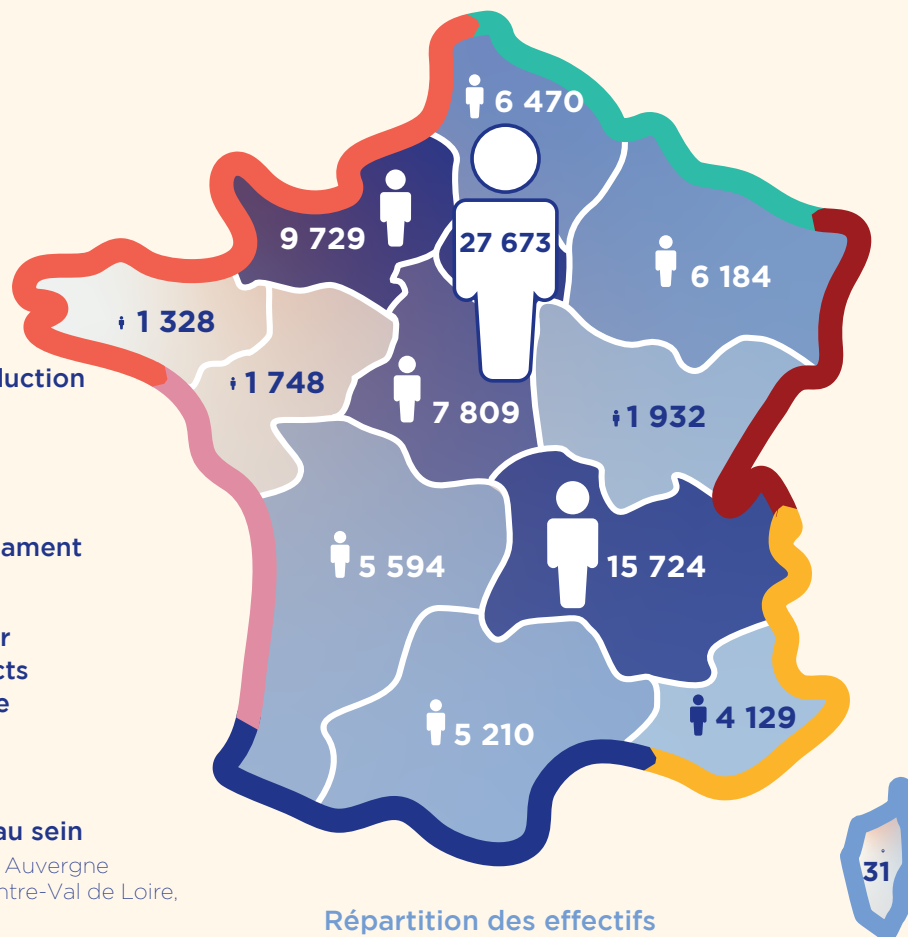 6 470
9 729
27 673
6 184
1 328
1 748
7 809
1 932
5 594
15 724
5 210
4 129
31
uction
ament
r
cts
e
au sein
Auvergne
ntre-Val de Loire,
Répartition des effectifs